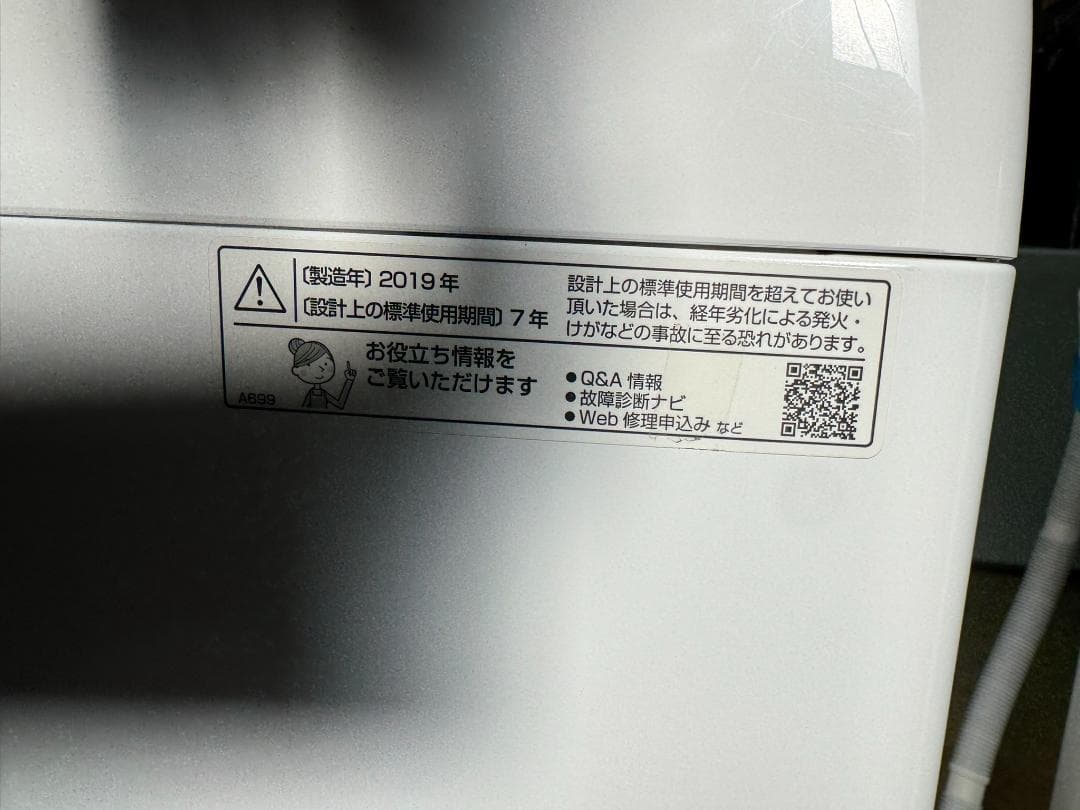 〔製造年〕2019年
〔設計上の標準使用期間〕7年
設計上の標準使用期間を超えてお使い
頂いた場合は、経年劣化による発火・
けがなどの事故に至る恐れがあります。
お役立ち情報を
ご覧いただけます
A699
●Q&A 情報
●故障診断ナビ
●Web 修理申込み など